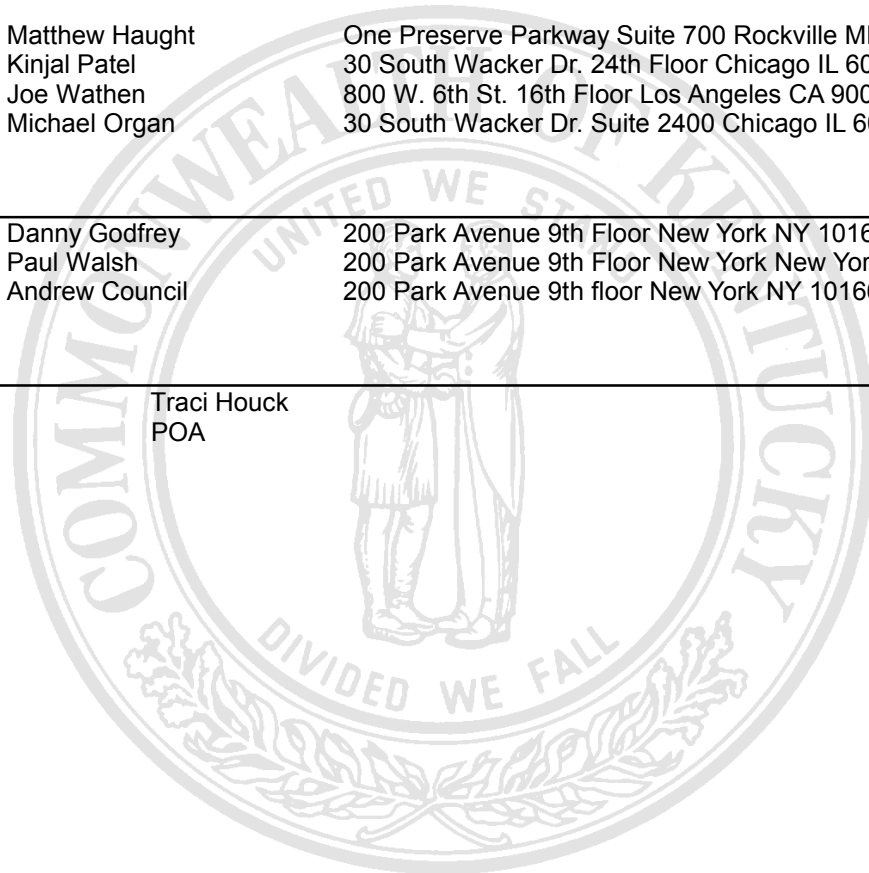 Matthew Haught One Preserve Parkway Suite 700 Rockville
Kinjal Patel 30 South Wacker Dr. 24th Floor Chicago IL
Joe Wathen 800 W. 6th St. 16th Floor Los Angeles CA
Michael Organ 30 South Wacker Dr. Suite 2400 Chicago IL
Danny Godfrey 200 Park Avenue 9th Floor New York NY
Paul Walsh 200 Park Avenue 9th Floor New York New
Andrew Council 200 Park Avenue 9th floor New York NY
Traci Houck
POA
COMMONWEALTH OF KENTUCKY
UNITED WE STAND
DIVIDED WE FALL